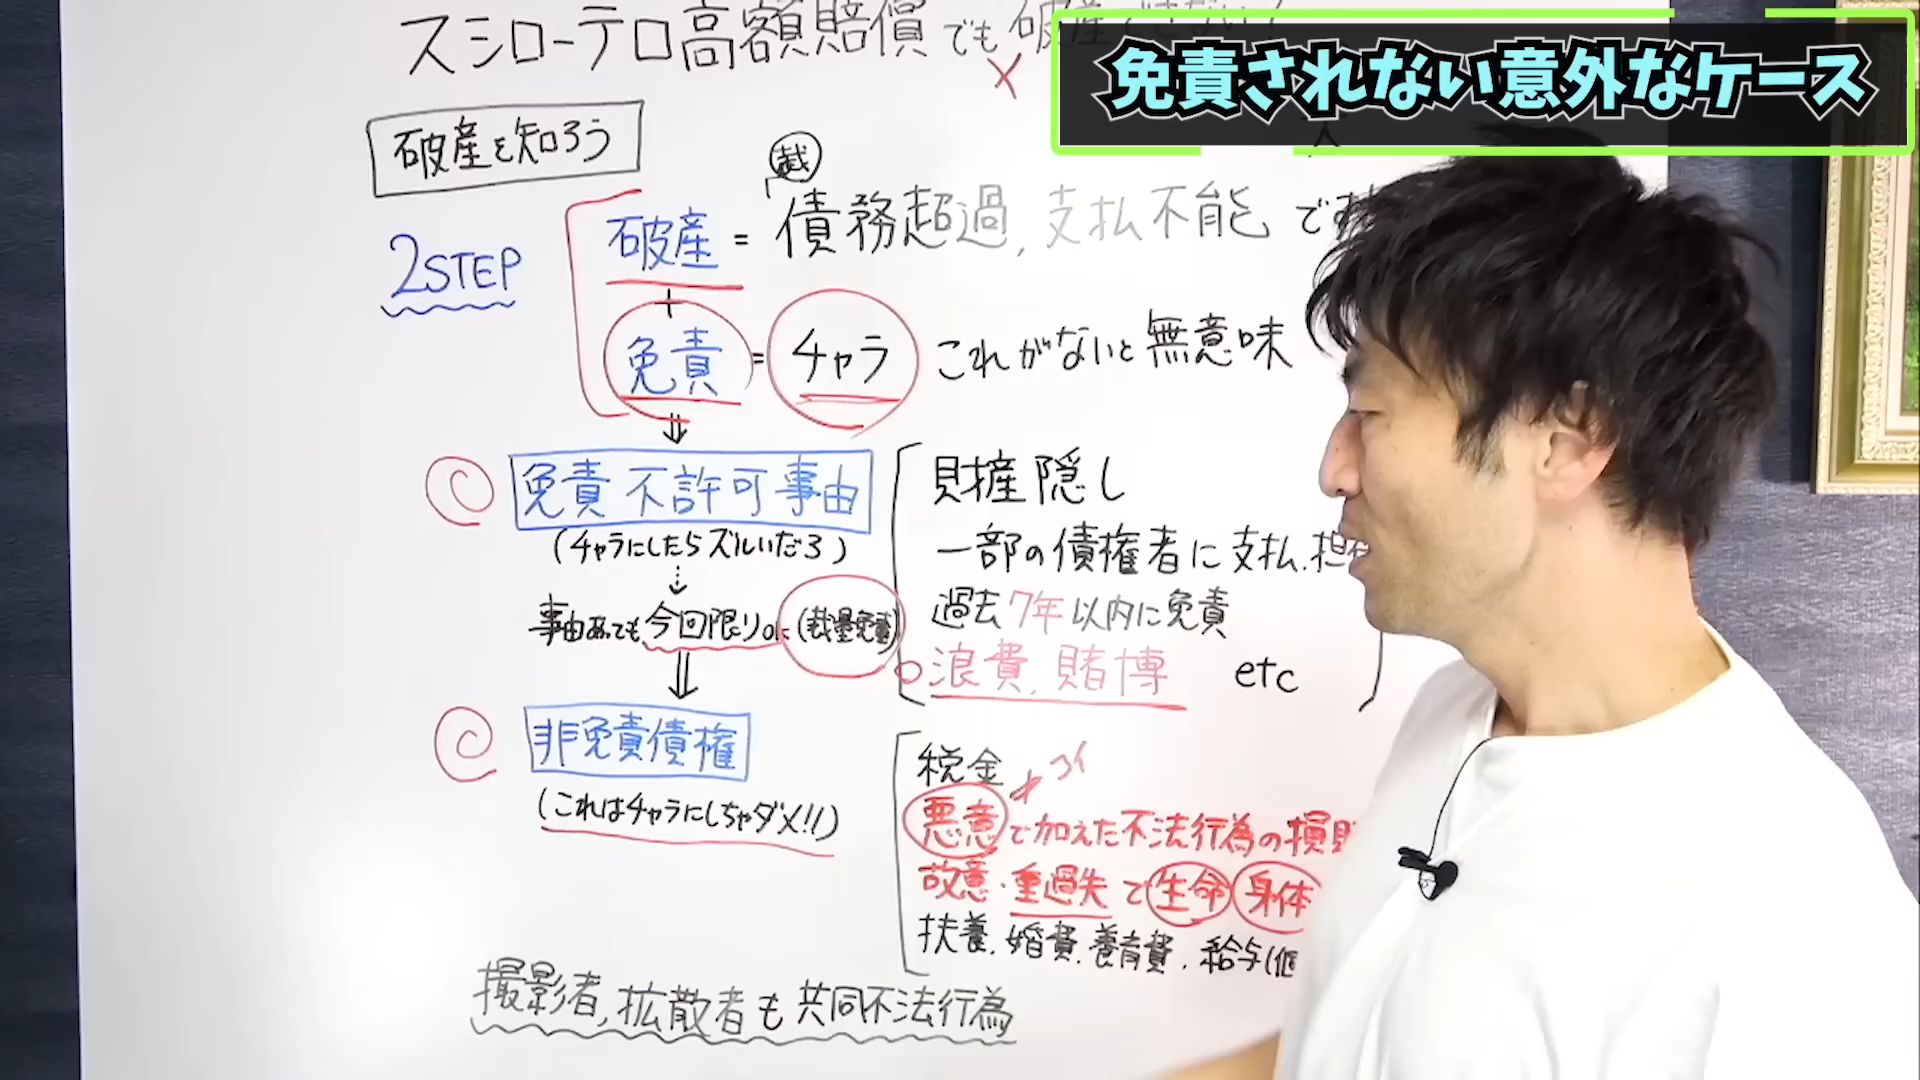 スシローテロ高額賠償でも破産
免責されない意外なケース
破産を知ろう
2STEP
裁
破産 = 債務超過, 支払不能 です
+
免責 = チャラ これがないと無意味
免責不許可事由
(チャラにしたらズルいだろ)
事由あっても今回限りo.k (裁量免責)
財産隠し
一部の債権者に支払.担
過去7年以内に免責
浪費, 賭博 etc
非免責債権
(これはチャラにしちゃダメ!!)
税金
悪意で加えた不法行為の損
故意・重過失で生命身体
扶養.婚費.養育費.給与(個
撮影者,拡散者も共同不法行為